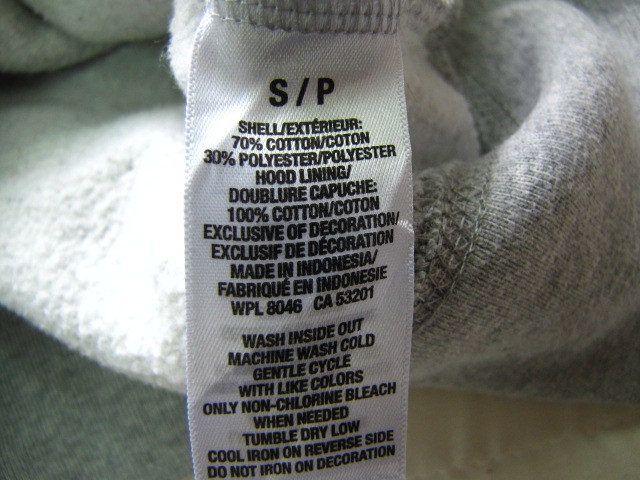 S/P
SHELL/EXTÉRIEUR:
70% COTTON/COTON
30% POLYESTER/POLYESTER
HOOD LINING/
DOUBLURE CAPUCHE:
100% COTTON/COTON
EXCLUSIVE OF DECORATION/
EXCLUSIF DE DÉCORATION
MADE IN INDONESIA/
FABRIQUÉ EN INDONESIE
WPL 8046 CA 53201
WASH INSIDE OUT
MACHINE WASH COLD
GENTLE CYCLE
WITH LIKE COLORS
ONLY NON-CHLORINE BLEACH
WHEN NEEDED
TUMBLE DRY LOW
COOL IRON ON REVERSE SIDE
DO NOT IRON ON DECORATION